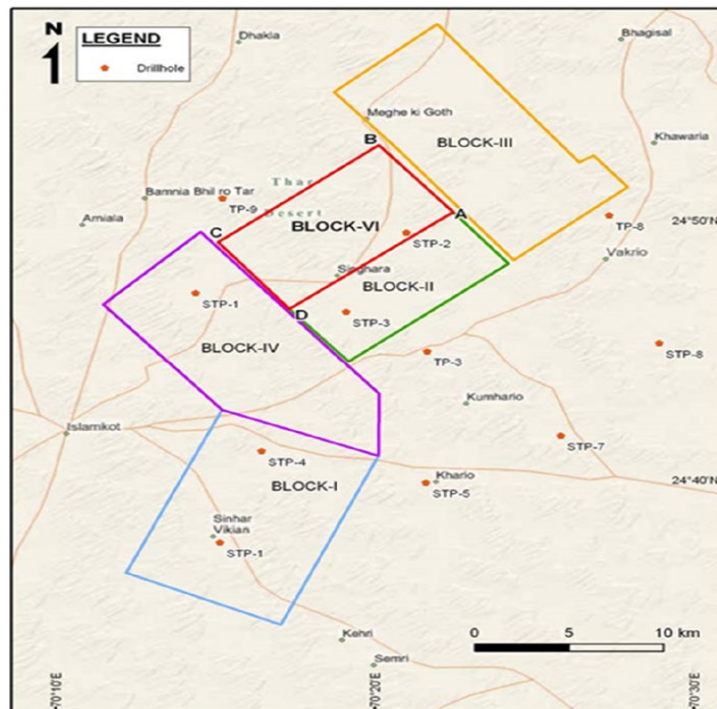 N
LEGEND
Drillhole
Dhakla
Bhagisal
Meghe ki Goth
B
BLOCK-III
Khawaria
Thar
Desert
Bamnia Bhil ro Tar
TP-9
A
TP-8
24°50'N
Amiala
C
BLOCK-VI
STP-2
Vakrio
Singhara
BLOCK-II
STP-1
STP-3
D
BLOCK-IV
TP-3
STP-8
Kumhario
Islamkot
STP-7
STP-4
BLOCK-I
Khario
STP-5
24°40'N
Sinhar
Vikian
STP-1
Kehri
Semri
0 5 10 km
70°10'E
70°20'E
70°30'E